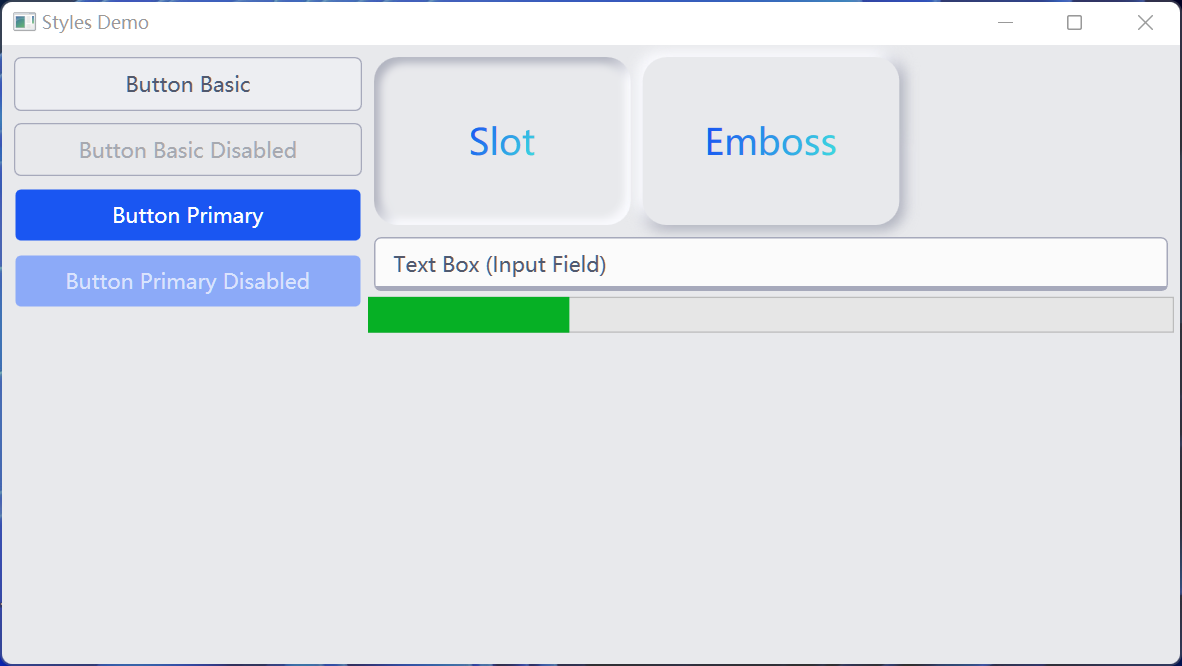 Styles Demo
Button Basic
Button Basic Disabled
Button Primary
Button Primary Disabled
Slot
Emboss
Text Box (Input Field)